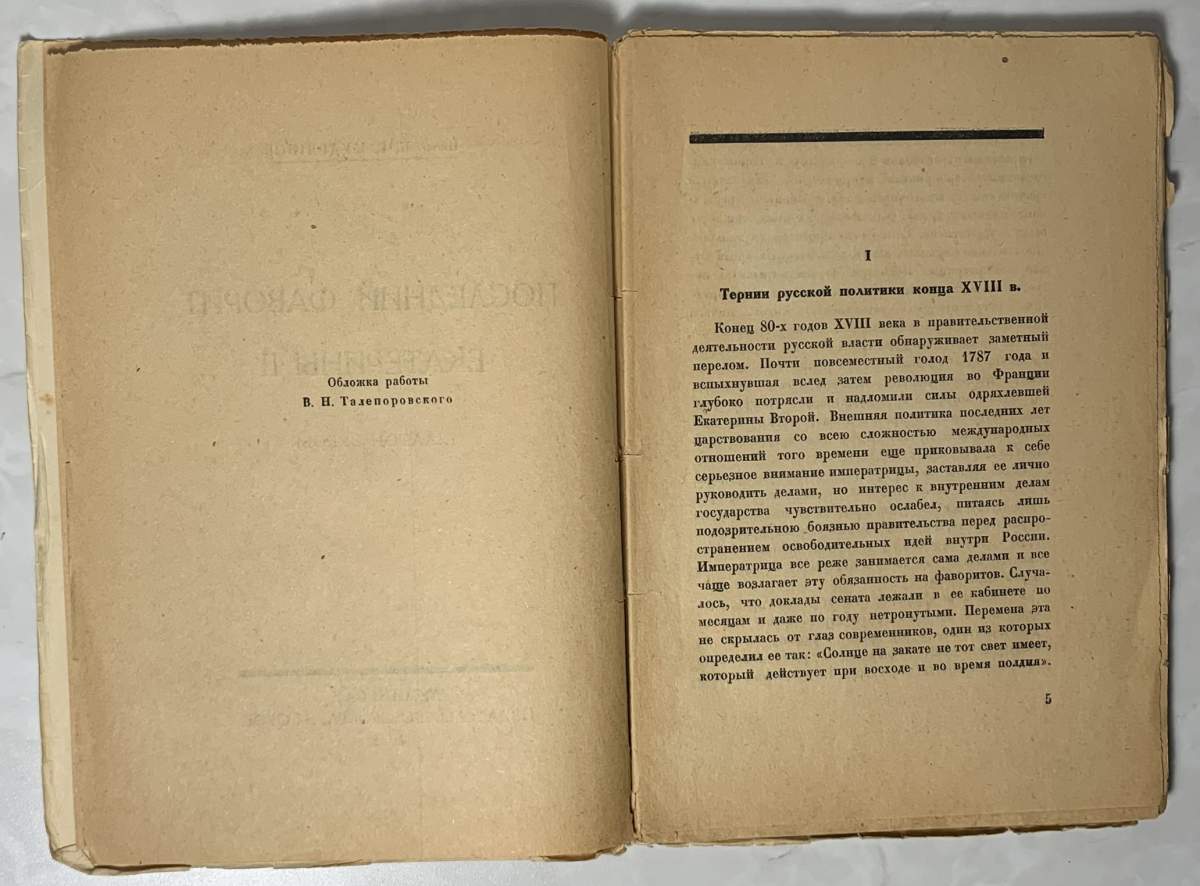 Обложка работы
В. Н. Талепоровского
I
Тернии русской политики конца XVIII в.
Конец 80-х годов XVIII века в правительственной
деятельности русской власти обнаруживает заметный
перелом. Почти повсеместный голод 1787 года и
вспыхнувшая вслед затем революция во Франции
глубоко потрясли и надломили силы одряхлевшей
Екатерины Второй. Внешняя политика последних лет
царствования со всею сложностью международных
отношений того времени еще приковывала к себе
серьезное внимание императрицы, заставляя ее лично
руководить делами, но интерес к внутренним делам
государства чувствительно ослабел, питаясь лишь
подозрительною боязнью правительства перед распро-
странением освободительных идей внутри России.
Императрица все реже занимается сама делами и все
чаще возлагает эту обязанность на фаворитов. Случа-
лось, что доклады сената лежали в ее кабинете по
месяцам и даже по году нетронутыми. Перемена эта
не скрылась от глаз современников, один из которых
определил ее так: «Солнце на закате не тот свет имеет,
который действует при восходе и во время полдня».
5